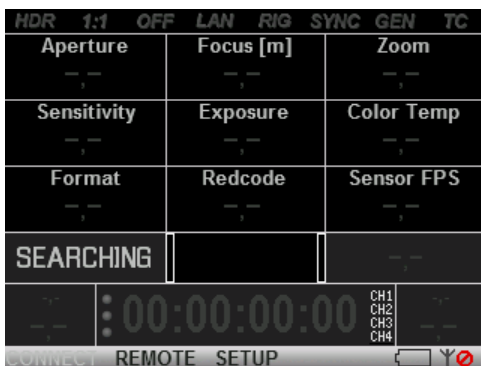 HDR 1:1 OFF LAN RIG SYNC GEN TC
Aperture Focus [m] Zoom
--,-- --,-- --,--
Sensitivity Exposure Color Temp
--,-- --,-- --,--
Format Redcode Sensor FPS
--,-- --,-- --,--
SEARCHING --,--
-,- 00:00:00:00 CH1 -,-
CH2
--,-- CH3 --,--
CH4
CONNECT REMOTE SETUP